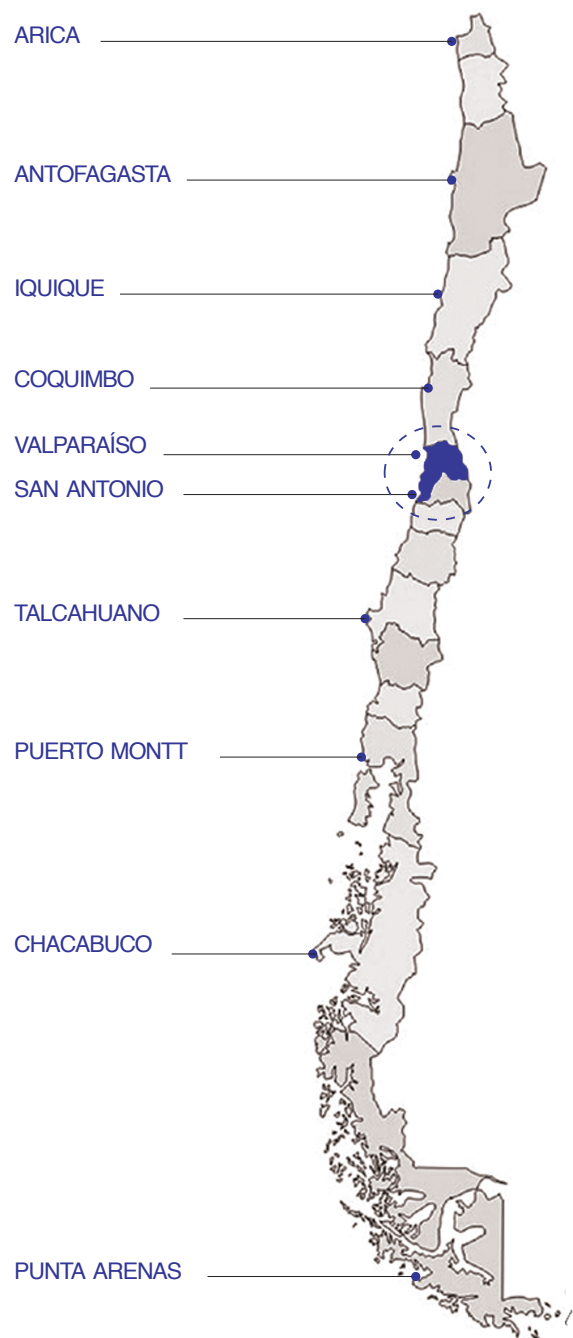 ARICA
ANTOFAGASTA
IQUIQUE
COQUIMBO
VALPARAÍSO
SAN ANTONIO
TALCAHUANO
PUERTO MONTT
CHACABUCO
PUNTA ARENAS